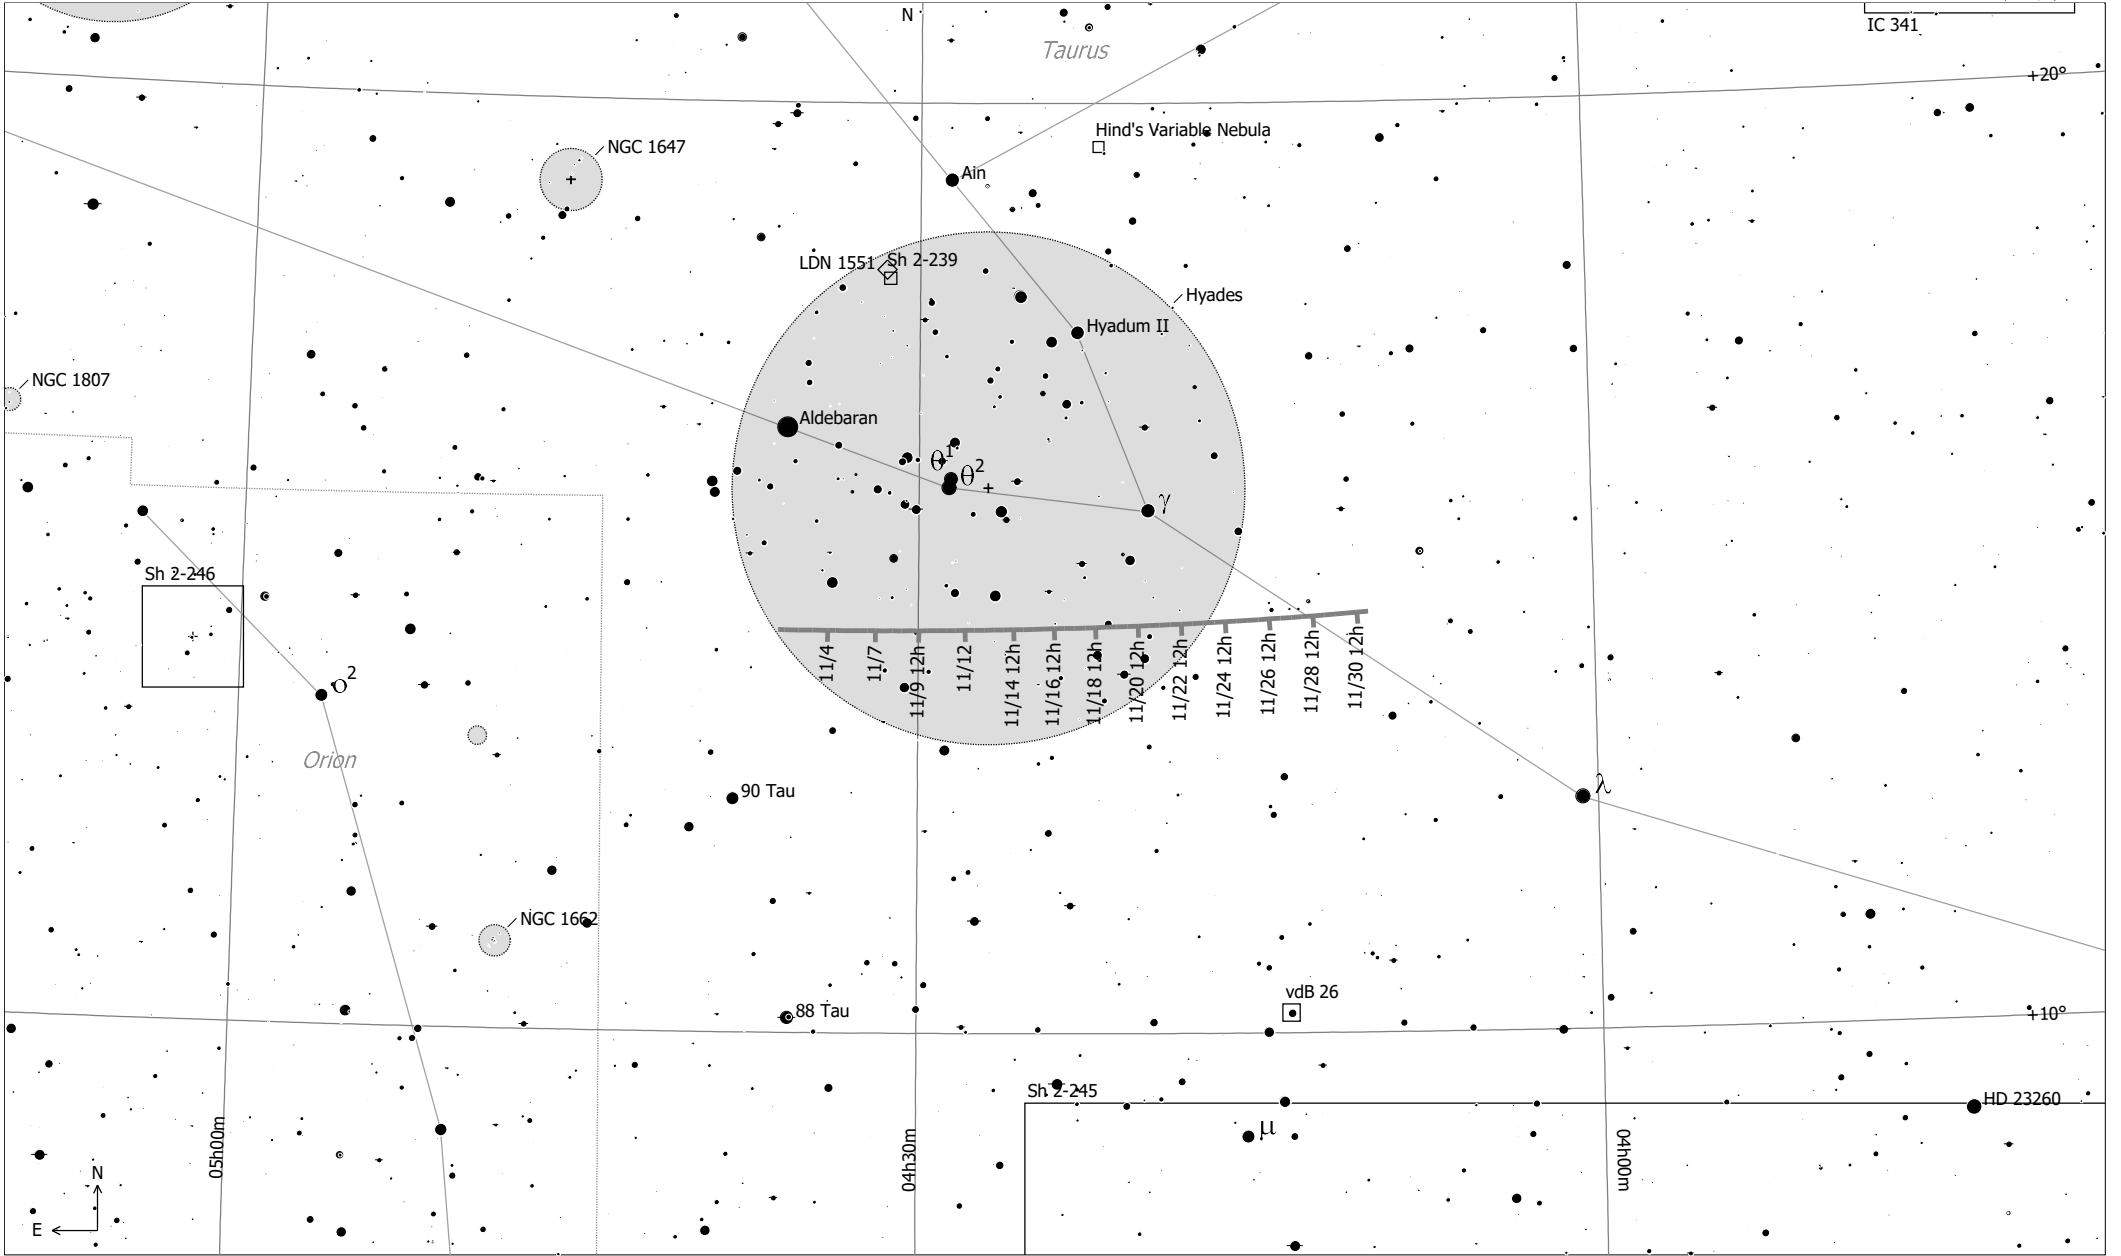 N
IC 341
Taurus
+20°
Hind's Variable Nebula
NGC 1647
Ain
LDN 1551
Sh 2-239
Hyades
Hyadum II
NGC 1807
Aldebaran
θ1
θ2
γ
Sh 2-246
11/4
11/7
11/9 12h
11/12
11/14 12h
11/16 12h
11/18 12h
11/20 12h
11/22 12h
11/24 12h
11/26 12h
11/28 12h
11/30 12h
ο2
Orion
90 Tau
λ
NGC 1662
vdB 26
88 Tau
+10°
Sh 2-245
HD 23260
μ
05h00m
04h30m
04h00m
N
E